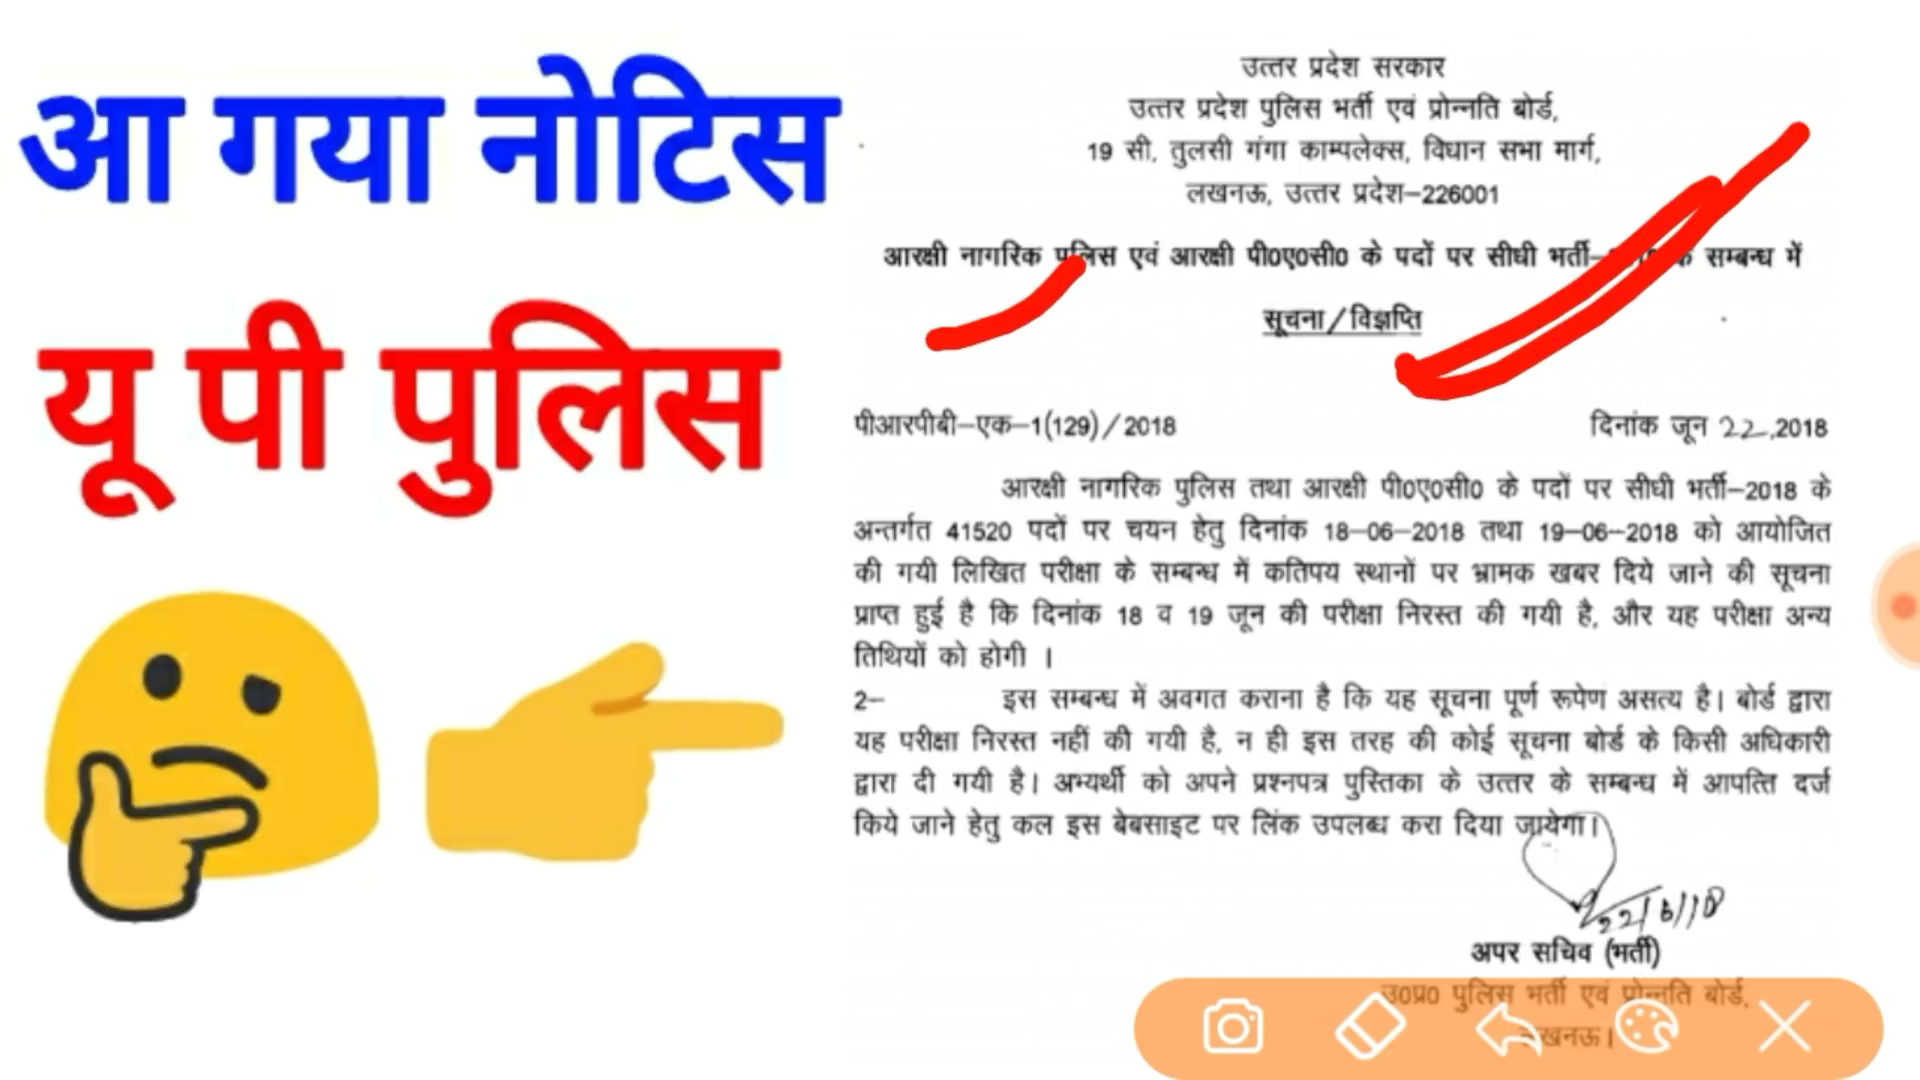 आ गया नोटिस
यू पी पुलिस
उत्तर प्रदेश सरकार
उत्तर प्रदेश पुलिस भर्ती एवं प्रोन्नति बोर्ड,
19 सी, तुलसी गंगा काम्पलेक्स, विधान सभा मार्ग,
लखनऊ, उत्तर प्रदेश–226001
आरक्षी नागरिक पुलिस एवं आरक्षी पी0ए0सी0 के पदों पर सीधी भर्ती– सम्बन्ध में
सूचना/विज्ञप्ति
पीआरपीबी–एक–1(129)/2018
दिनांक जून 22,2018
आरक्षी नागरिक पुलिस तथा आरक्षी पी0ए0सी0 के पदों पर सीधी भर्ती–2018 के
अन्तर्गत 41520 पदों पर चयन हेतु दिनांक 18–06–2018 तथा 19–06–2018 को आयोजित
की गयी लिखित परीक्षा के सम्बन्ध में कतिपय स्थानों पर भ्रामक खबर दिये जाने की सूचना
प्राप्त हुई है कि दिनांक 18 व 19 जून की परीक्षा निरस्त की गयी है, और यह परीक्षा अन्य
तिथियों को होगी ।
2– इस सम्बन्ध में अवगत कराना है कि यह सूचना पूर्ण रूपेण असत्य है। बोर्ड द्वारा
यह परीक्षा निरस्त नहीं की गयी है, न ही इस तरह की कोई सूचना बोर्ड के किसी अधिकारी
द्वारा दी गयी है। अभ्यर्थी को अपने प्रश्नपत्र पुस्तिका के उत्तर के सम्बन्ध में आपत्ति दर्ज
किये जाने हेतु कल इस बेबसाइट पर लिंक उपलब्ध करा दिया जायेगा।
22/6/18
अपर सचिव (भर्ती)
उ0प्र0 पुलिस भर्ती एवं प्रोन्नति बोर्ड,
लखनऊ।